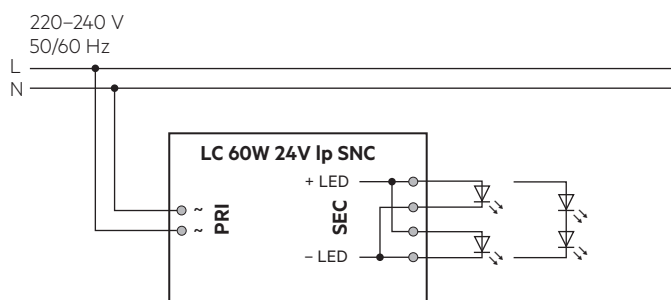 220–240 V
50/60 Hz
L
N
LC 60W 24V lp SNC
+ LED
~
PRI
~
SEC
– LED